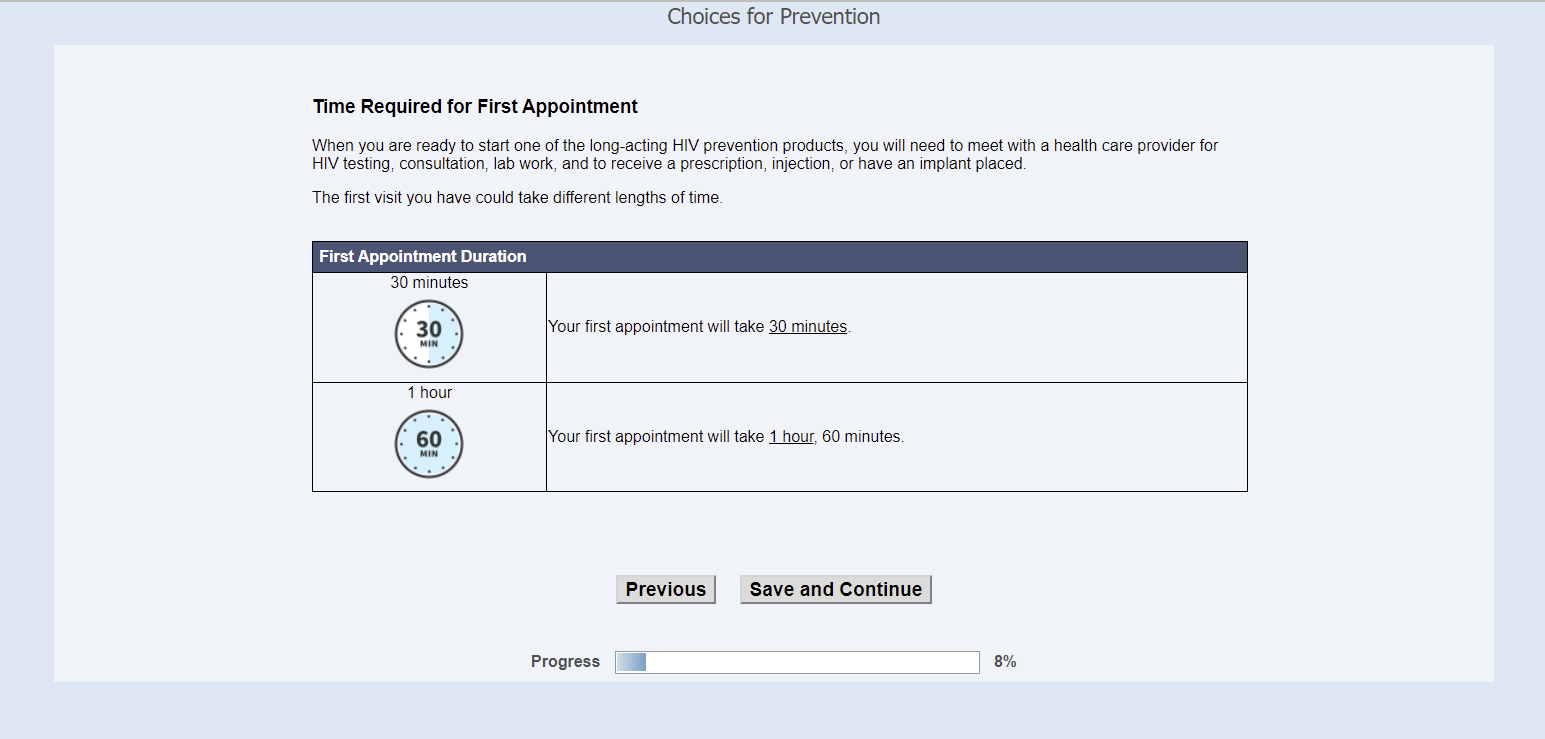 Choices for Prevention
Time Required for First Appointment
When you are ready to start one of the long-acting HIV prevention products, you will need to meet with a health care provider for
HIV testing, consultation, lab work, and to receive a prescription, injection, or have an implant placed.
The first visit you have could take different lengths of time.
First Appointment Duration
30 minutes
30
MIN
Your first appointment will take 30 minutes.
1 hour
60
MIN
Your first appointment will take 1 hour, 60 minutes.
Previous
Save and Continue
Progress
8%